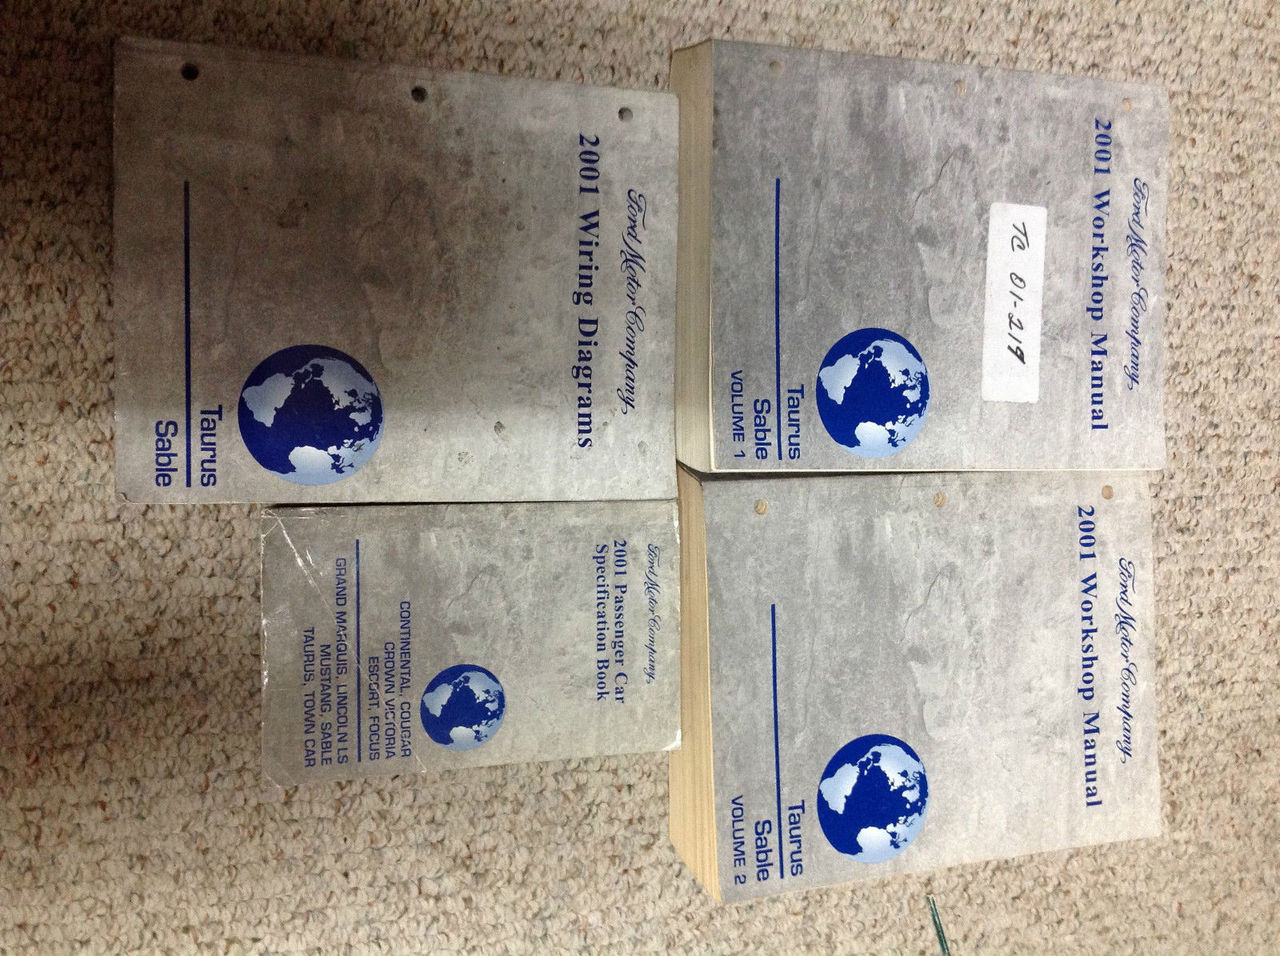 Ford Motor Company,
2001 Wiring Diagrams
Taurus
Sable
Ford Motor Company,
2001 Workshop Manual
TC 01-219
Taurus
Sable
VOLUME 1
Ford Motor Company,
2001 Passenger Car
Specification Book
CONTINENTAL, COUGAR
CROWN VICTORIA
ESCORT, FOCUS
GRAND MARQUIS, LINCOLN LS
MUSTANG, SABLE
TAURUS, TOWN CAR
Ford Motor Company,
2001 Workshop Manual
Taurus
Sable
VOLUME 2